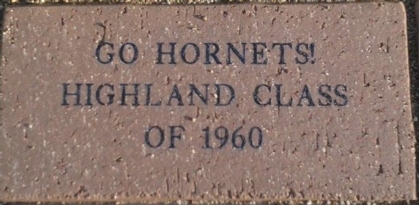 GO HORNETS!
HIGHLAND CLASS
OF 1960